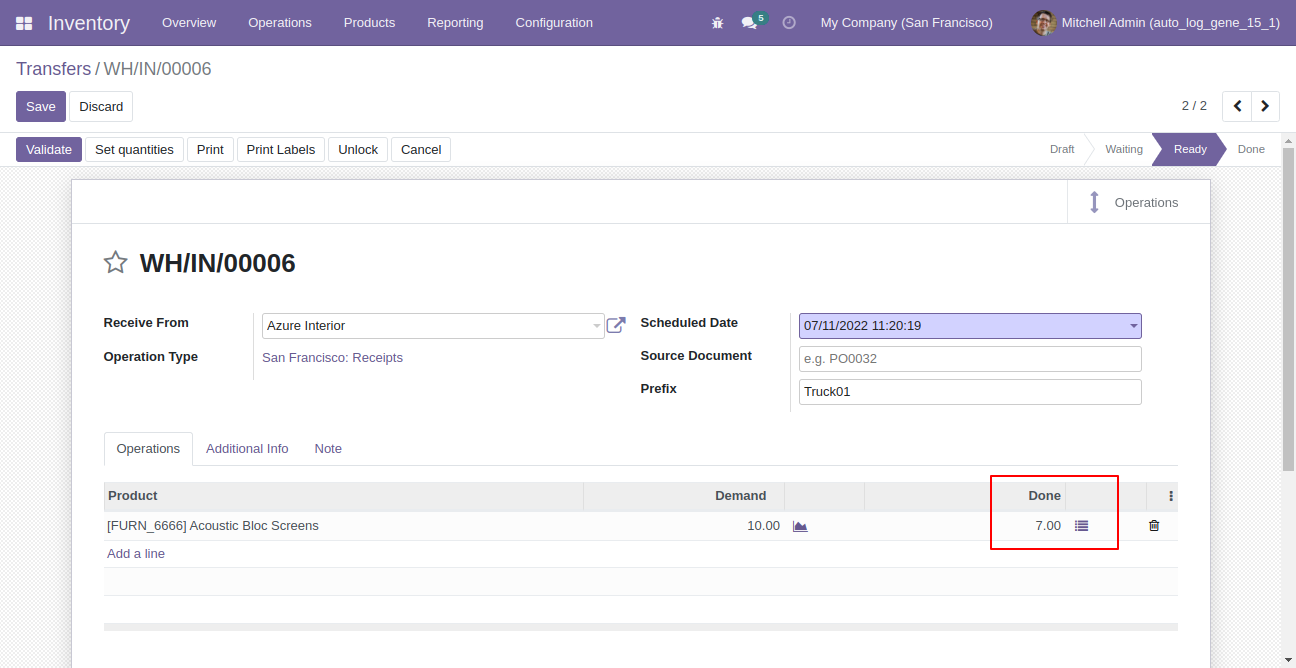 Inventory Overview Operations Products Reporting Configuration 5 My Company (San Francisco) Mitchell Admin (auto_log_gene_15_1)
Transfers / WH/IN/00006
Save Discard 2 / 2
Validate Set quantities Print Print Labels Unlock Cancel Draft Waiting Ready Done
Operations
WH/IN/00006
Receive From Azure Interior Scheduled Date 07/11/2022 11:20:19
Operation Type San Francisco: Receipts Source Document e.g. PO0032
Prefix Truck01
Operations Additional Info Note
Product Demand Done
[FURN_6666] Acoustic Bloc Screens 10.00 7.00
Add a line